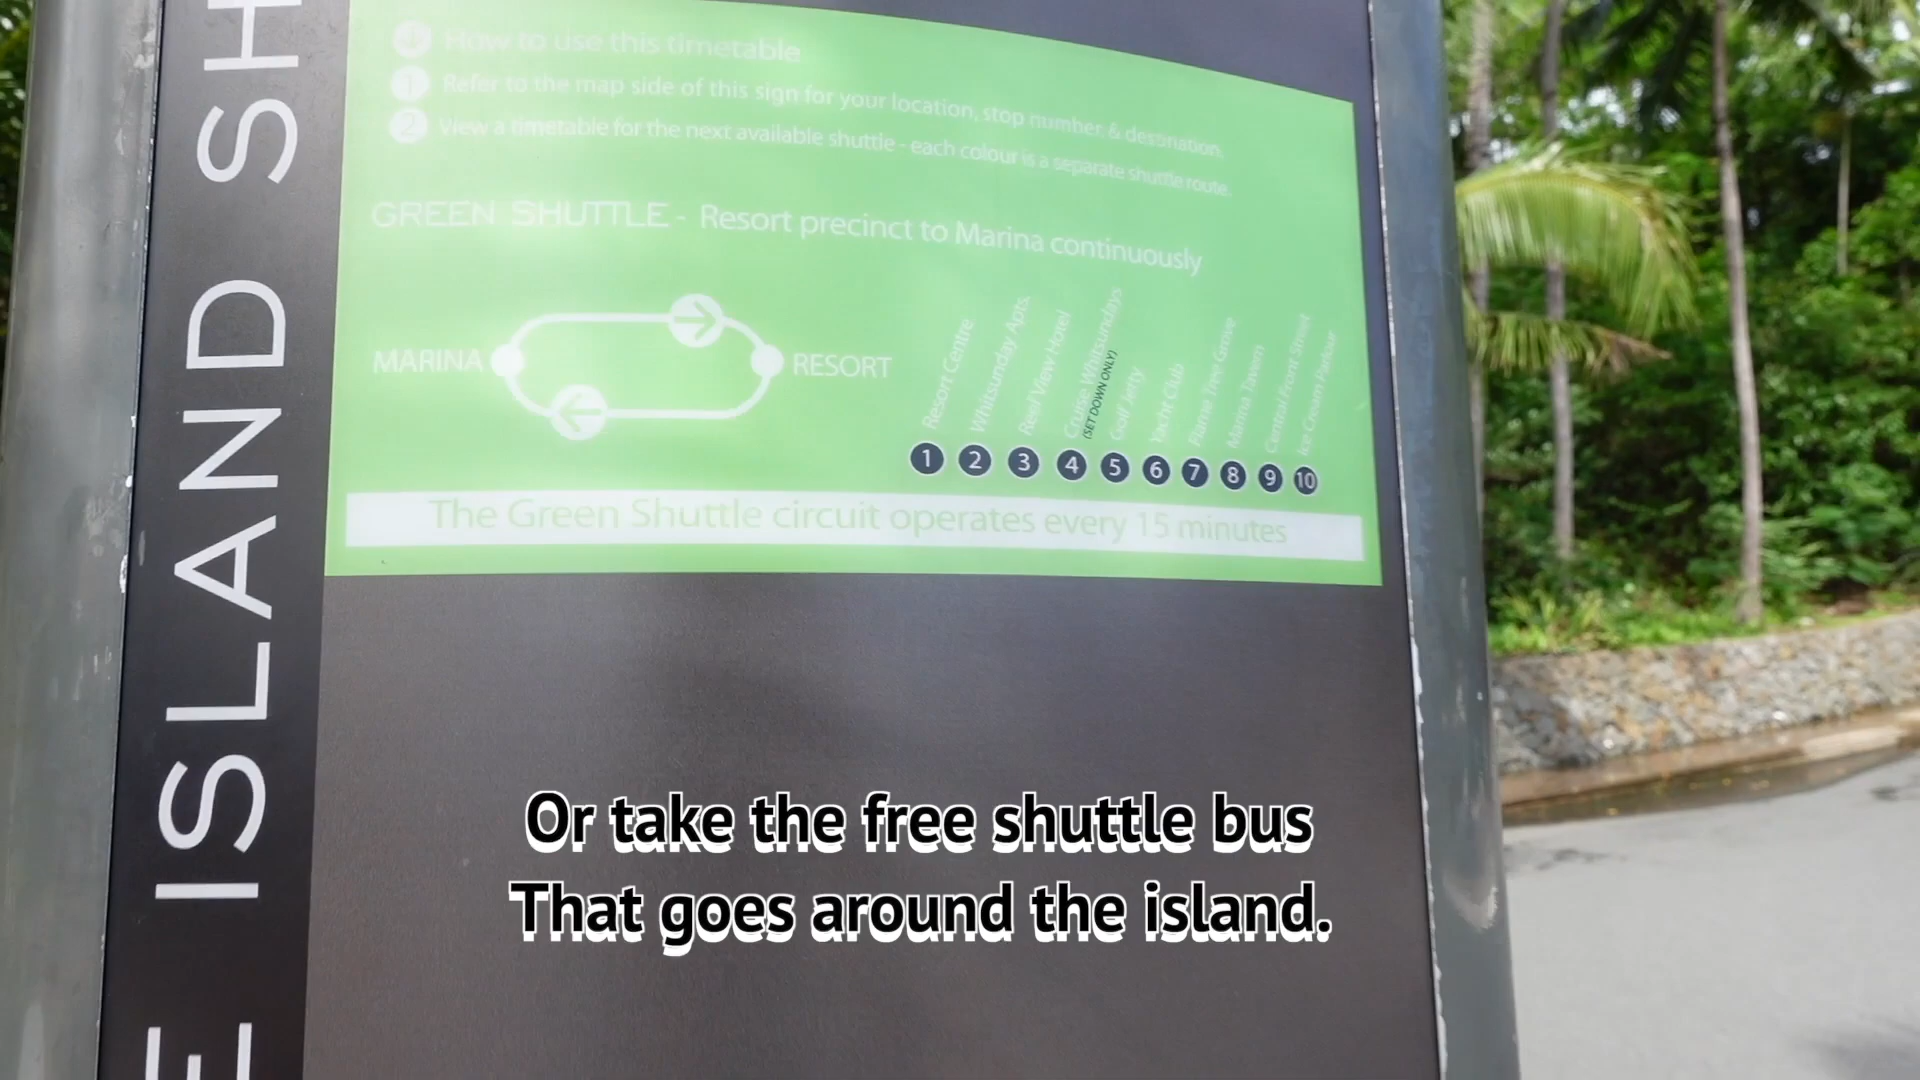 E ISLAND SH
How to use this timetable
1 Refer to the map side of this sign for your location, stop number & destination.
2 View a timetable for the next available shuttle - each colour is a separate shuttle route.
GREEN SHUTTLE - Resort precinct to Marina continuously
MARINA
RESORT
Resort Centre
Whitsunday Apts.
Reef View Hotel
Cruise Whitsundays
(SET DOWN ONLY)
Golf Jetty
Yacht Club
Flame Tree Grove
Marina Tavern
Central Front Street
Ice Cream Parlour
1 2 3 4 5 6 7 8 9 10
The Green Shuttle circuit operates every 15 minutes
Or take the free shuttle bus
That goes around the island.